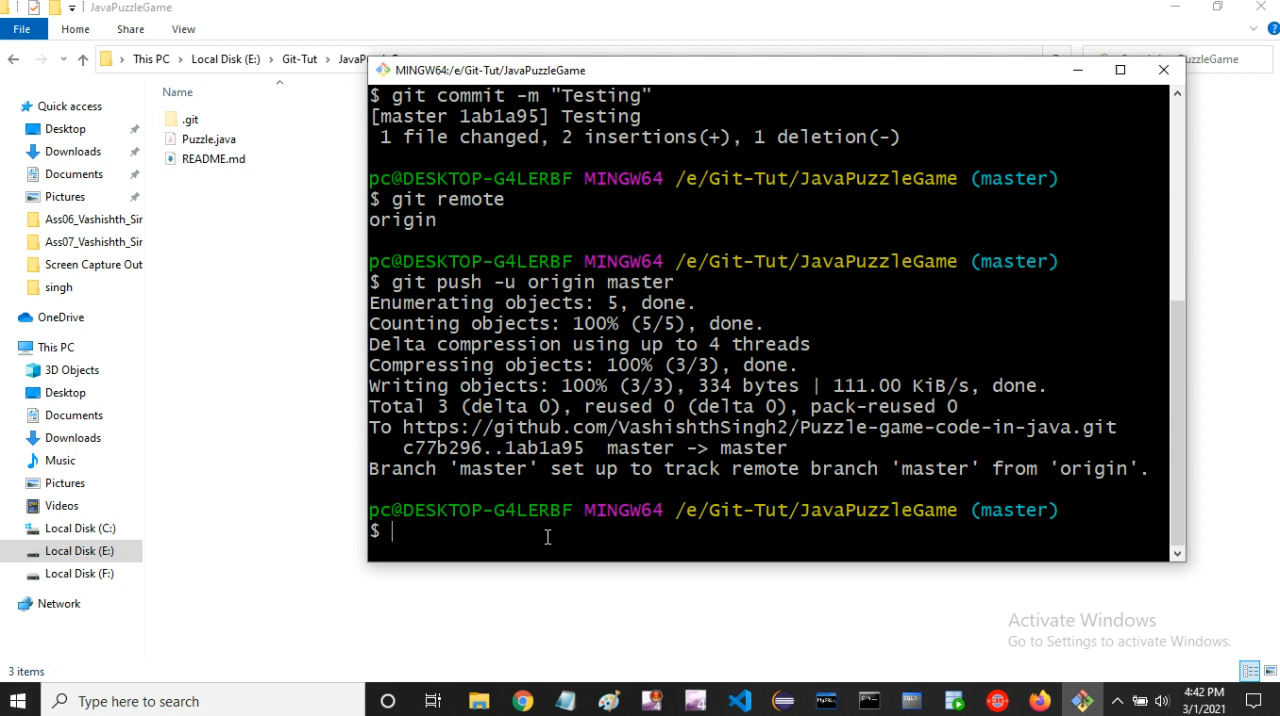 JavaPuzzleGame
File Home Share View
This PC Local Disk (E:) Git-Tut
uzzleGame
Name
Quick access
Desktop
Downloads
Documents
Pictures
Ass06_Vashishth_Sir
Ass07_Vashishth_Sir
Screen Capture Out
singh
OneDrive
This PC
3D Objects
Desktop
Documents
Downloads
Music
Pictures
Videos
Local Disk (C:)
Local Disk (E:)
Local Disk (F:)
Network
.git
Puzzle.java
README.md
MINGW64:/e/Git-Tut/JavaPuzzleGame
$ git commit -m "Testing"
[master 1ab1a95] Testing
1 file changed, 2 insertions(+), 1 deletion(-)
pc@DESKTOP-G4LERBF MINGW64 /e/Git-Tut/JavaPuzzleGame (master)
$ git remote
origin
pc@DESKTOP-G4LERBF MINGW64 /e/Git-Tut/JavaPuzzleGame (master)
$ git push -u origin master
Enumerating objects: 5, done.
Counting objects: 100% (5/5), done.
Delta compression using up to 4 threads
Compressing objects: 100% (3/3), done.
Writing objects: 100% (3/3), 334 bytes | 111.00 KiB/s, done.
Total 3 (delta 0), reused 0 (delta 0), pack-reused 0
To https://github.com/VashishthSingh2/Puzzle-game-code-in-java.git
c77b296..1ab1a95 master -> master
Branch 'master' set up to track remote branch 'master' from 'origin'.
pc@DESKTOP-G4LERBF MINGW64 /e/Git-Tut/JavaPuzzleGame (master)
$
Activate Windows
Go to Settings to activate Windows.
3 items
Type here to search
4:42 PM
3/1/2021